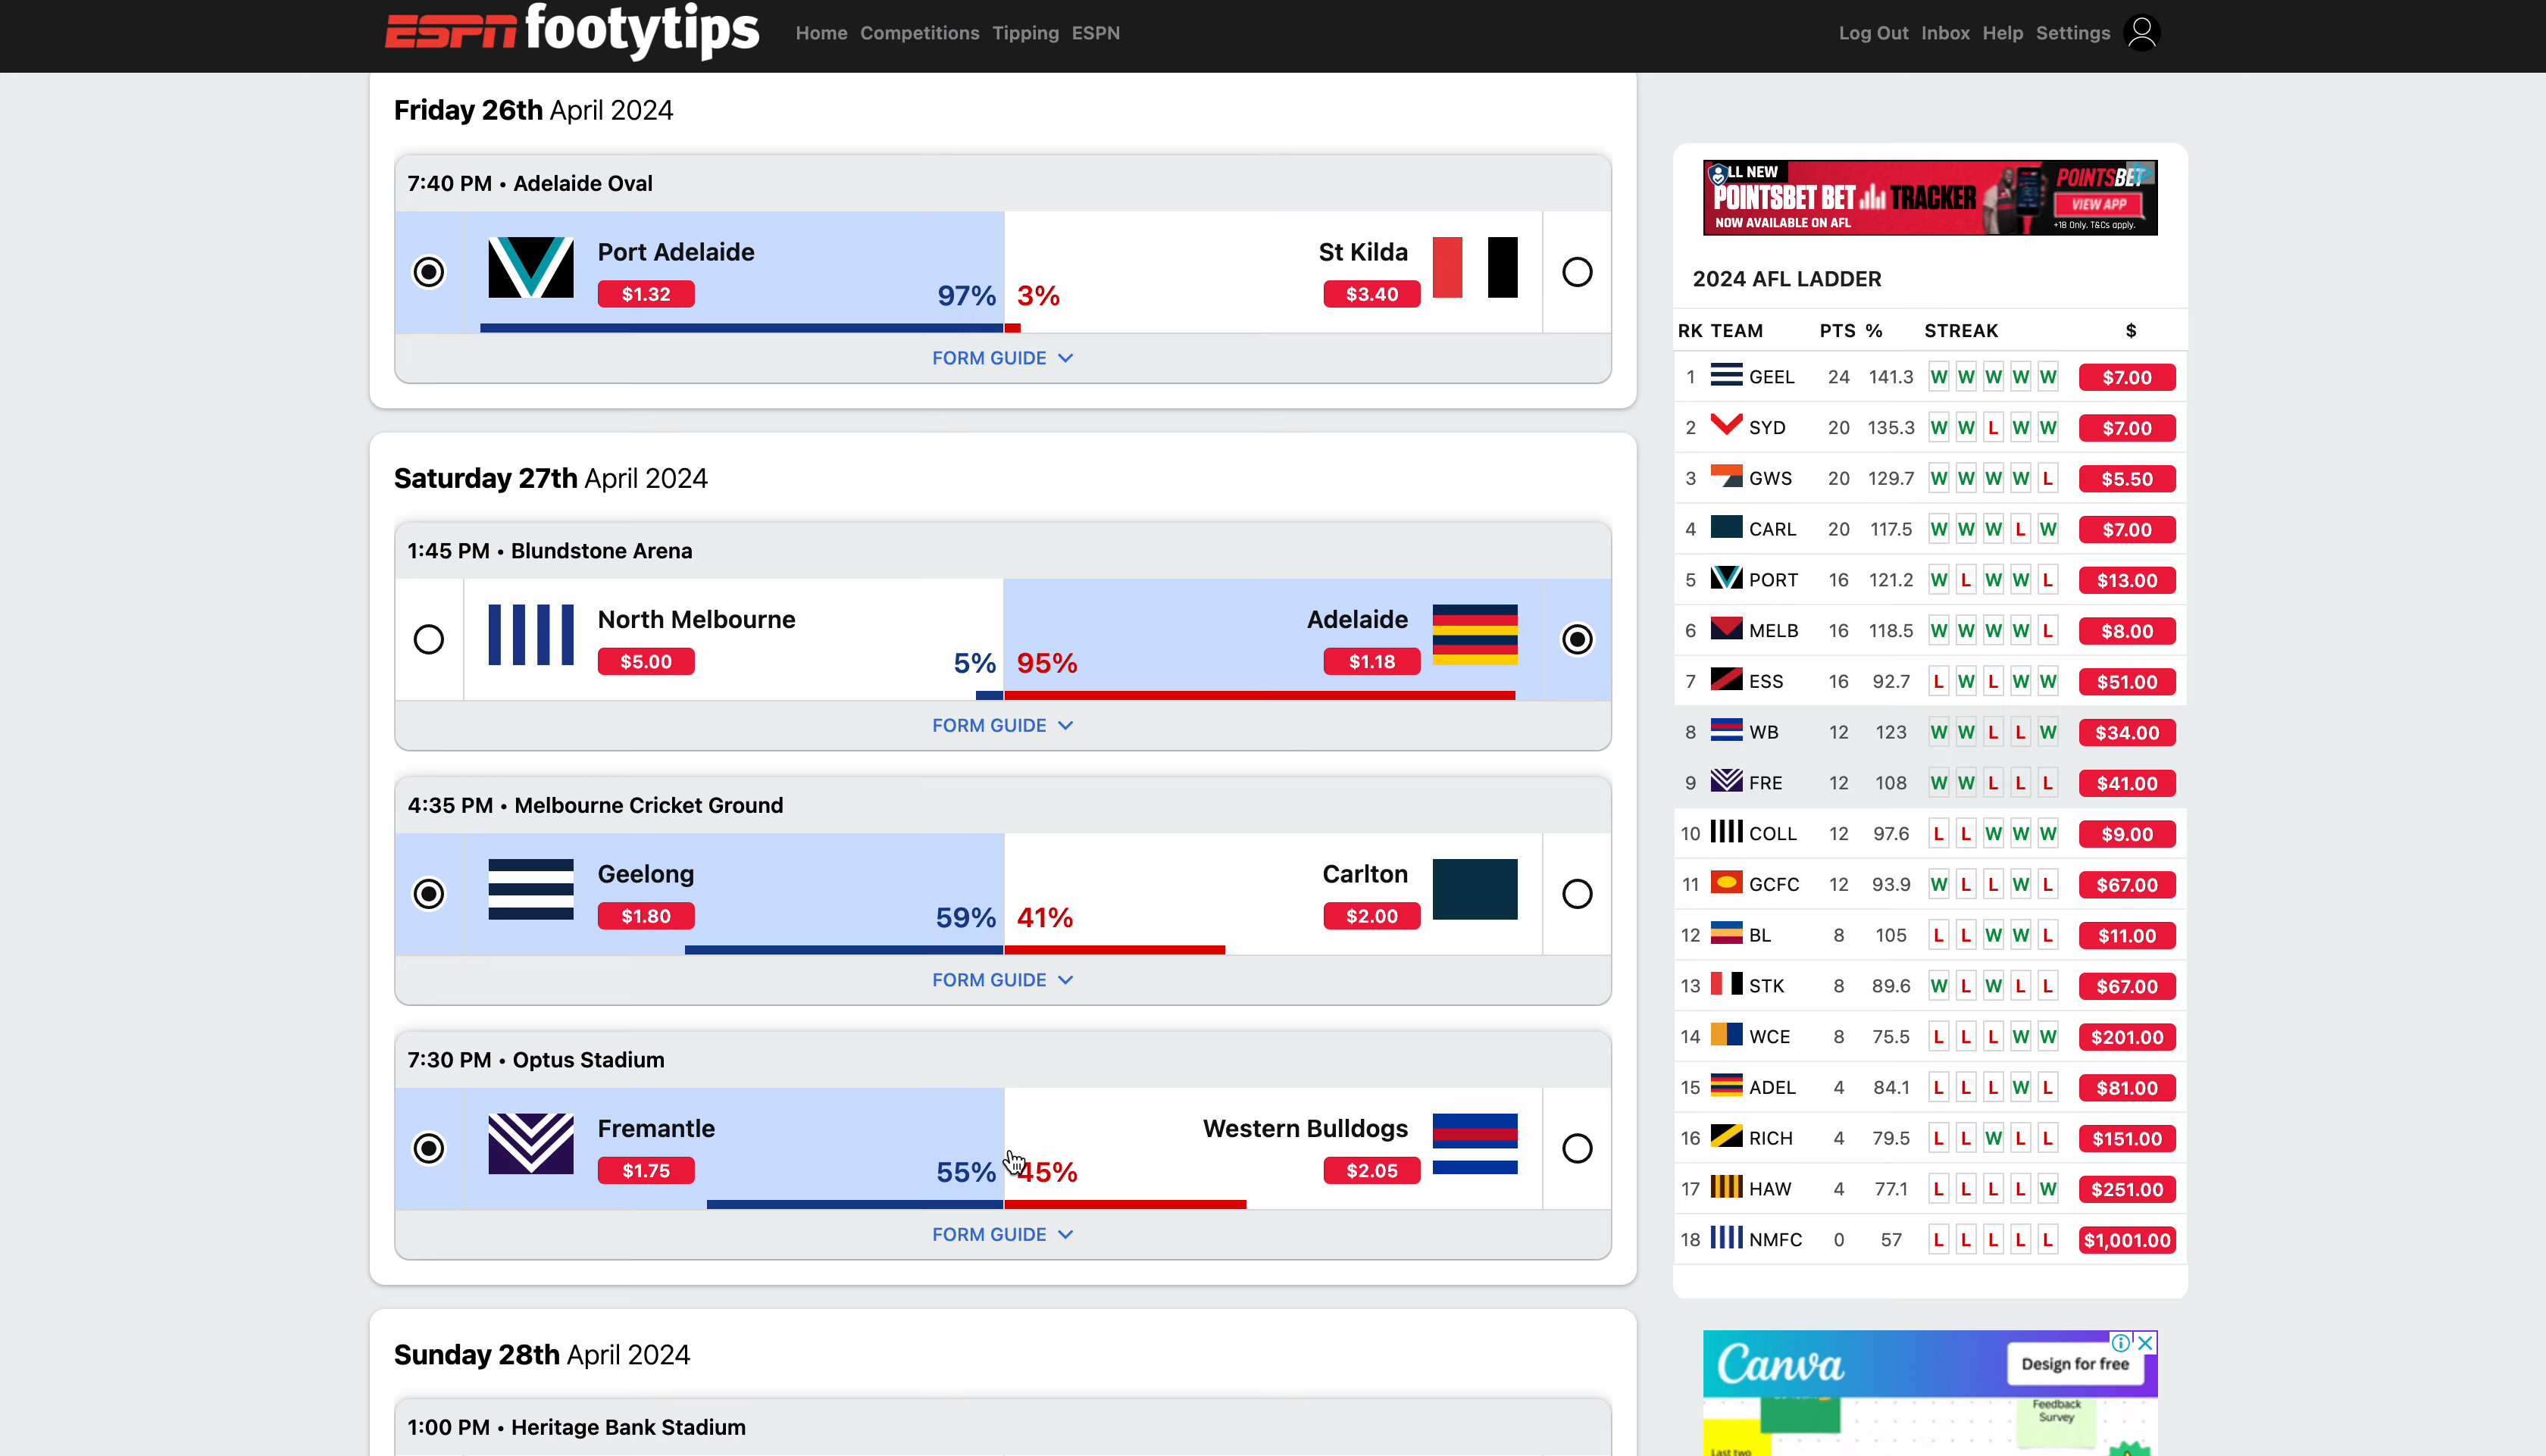 ESPN footytips Home Competitions Tipping ESPN Log Out Inbox Help Settings
Friday 26th April 2024
7:40 PM • Adelaide Oval
Port Adelaide St Kilda
$1.32 97% 3% $3.40
FORM GUIDE
Saturday 27th April 2024
1:45 PM • Blundstone Arena
North Melbourne Adelaide
$5.00 5% 95% $1.18
FORM GUIDE
4:35 PM • Melbourne Cricket Ground
Geelong Carlton
$1.80 59% 41% $2.00
FORM GUIDE
7:30 PM • Optus Stadium
Fremantle Western Bulldogs
$1.75 55% 45% $2.05
FORM GUIDE
Sunday 28th April 2024
1:00 PM • Heritage Bank Stadium
LL NEW
POINTSBET BET TRACKER
NOW AVAILABLE ON AFL
POINTSBET
VIEW APP
+18 Only. T&Cs apply.
2024 AFL LADDER
RK TEAM PTS % STREAK $
1 GEEL 24 141.3 W W W W W $7.00
2 SYD 20 135.3 W W L W W $7.00
3 GWS 20 129.7 W W W W L $5.50
4 CARL 20 117.5 W W W L W $7.00
5 PORT 16 121.2 W L W W L $13.00
6 MELB 16 118.5 W W W W L $8.00
7 ESS 16 92.7 L W L W W $51.00
8 WB 12 123 W W L L W $34.00
9 FRE 12 108 W W L L L $41.00
10 COLL 12 97.6 L L W W W $9.00
11 GCFC 12 93.9 W L L W L $67.00
12 BL 8 105 L L W W L $11.00
13 STK 8 89.6 W L W L L $67.00
14 WCE 8 75.5 L L L W W $201.00
15 ADEL 4 84.1 L L L W L $81.00
16 RICH 4 79.5 L L W L L $151.00
17 HAW 4 77.1 L L L L W $251.00
18 NMFC 0 57 L L L L L $1,001.00
Canva Design for free
Feedback
Survey
Last two